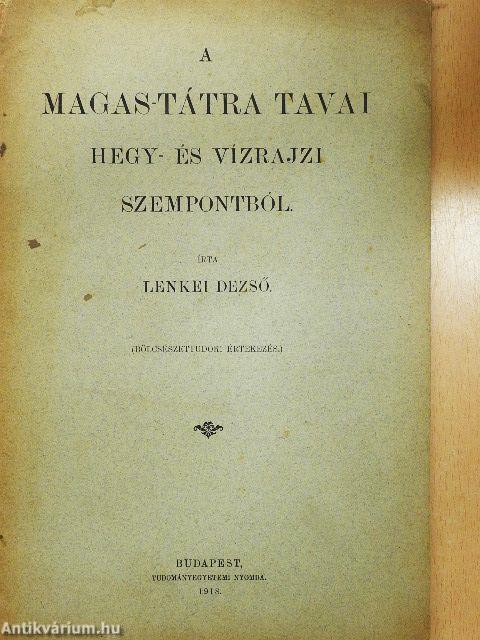 A
MAGAS-TÁTRA TAVAI
HEGY- ÉS VÍZRAJZI
SZEMPONTBÓL.
ÍRTA
LENKEI DEZSŐ.
(BÖLCSÉSZETTUDORI ÉRTEKEZÉS.)
BUDAPEST,
TUDOMÁNYEGYETEMI NYOMDA.
1918.
Antikvárium.hu